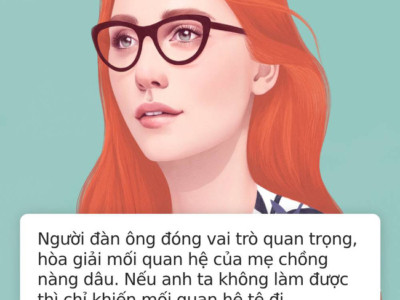 Người đàn ông đóng vai trò quan trọng,
hòa giải mối quan hệ của mẹ chồng
nàng dâu. Nếu anh ta không làm được
thì chỉ khiến mối quan hệ tệ đi